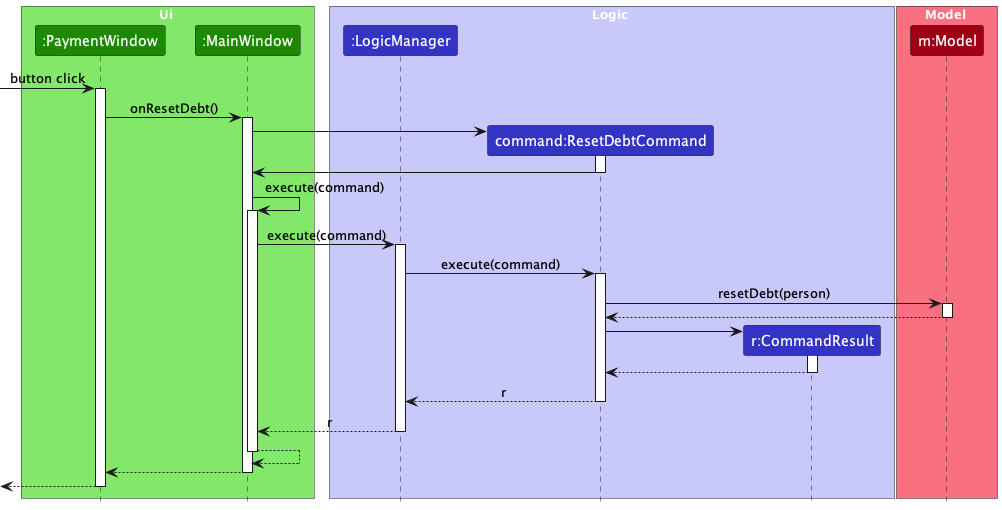 Ui
Logic
Model
:PaymentWindow
:MainWindow
:LogicManager
m:Model
button click
onResetDebt()
command:ResetDebtCommand
execute(command)
execute(command)
execute(command)
resetDebt(person)
r:CommandResult
r
r